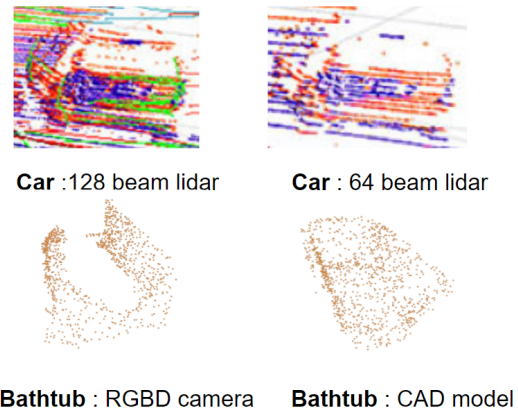 Car :128 beam lidar
Car : 64 beam lidar
Bathtub : RGBD camera
Bathtub : CAD model